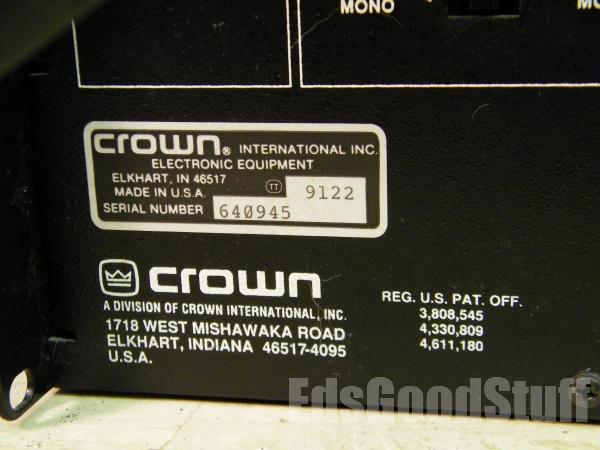 MONO
crown® INTERNATIONAL INC.
ELECTRONIC EQUIPMENT
ELKHART, IN 46517
MADE IN U.S.A.
TT 9122
SERIAL NUMBER 640945
crown
A DIVISION OF CROWN INTERNATIONAL, INC.
1718 WEST MISHAWAKA ROAD
ELKHART, INDIANA 46517-4095
U.S.A.
REG. U.S. PAT. OFF.
3,808,545
4,330,809
4,611,180
EdsGoodStuff